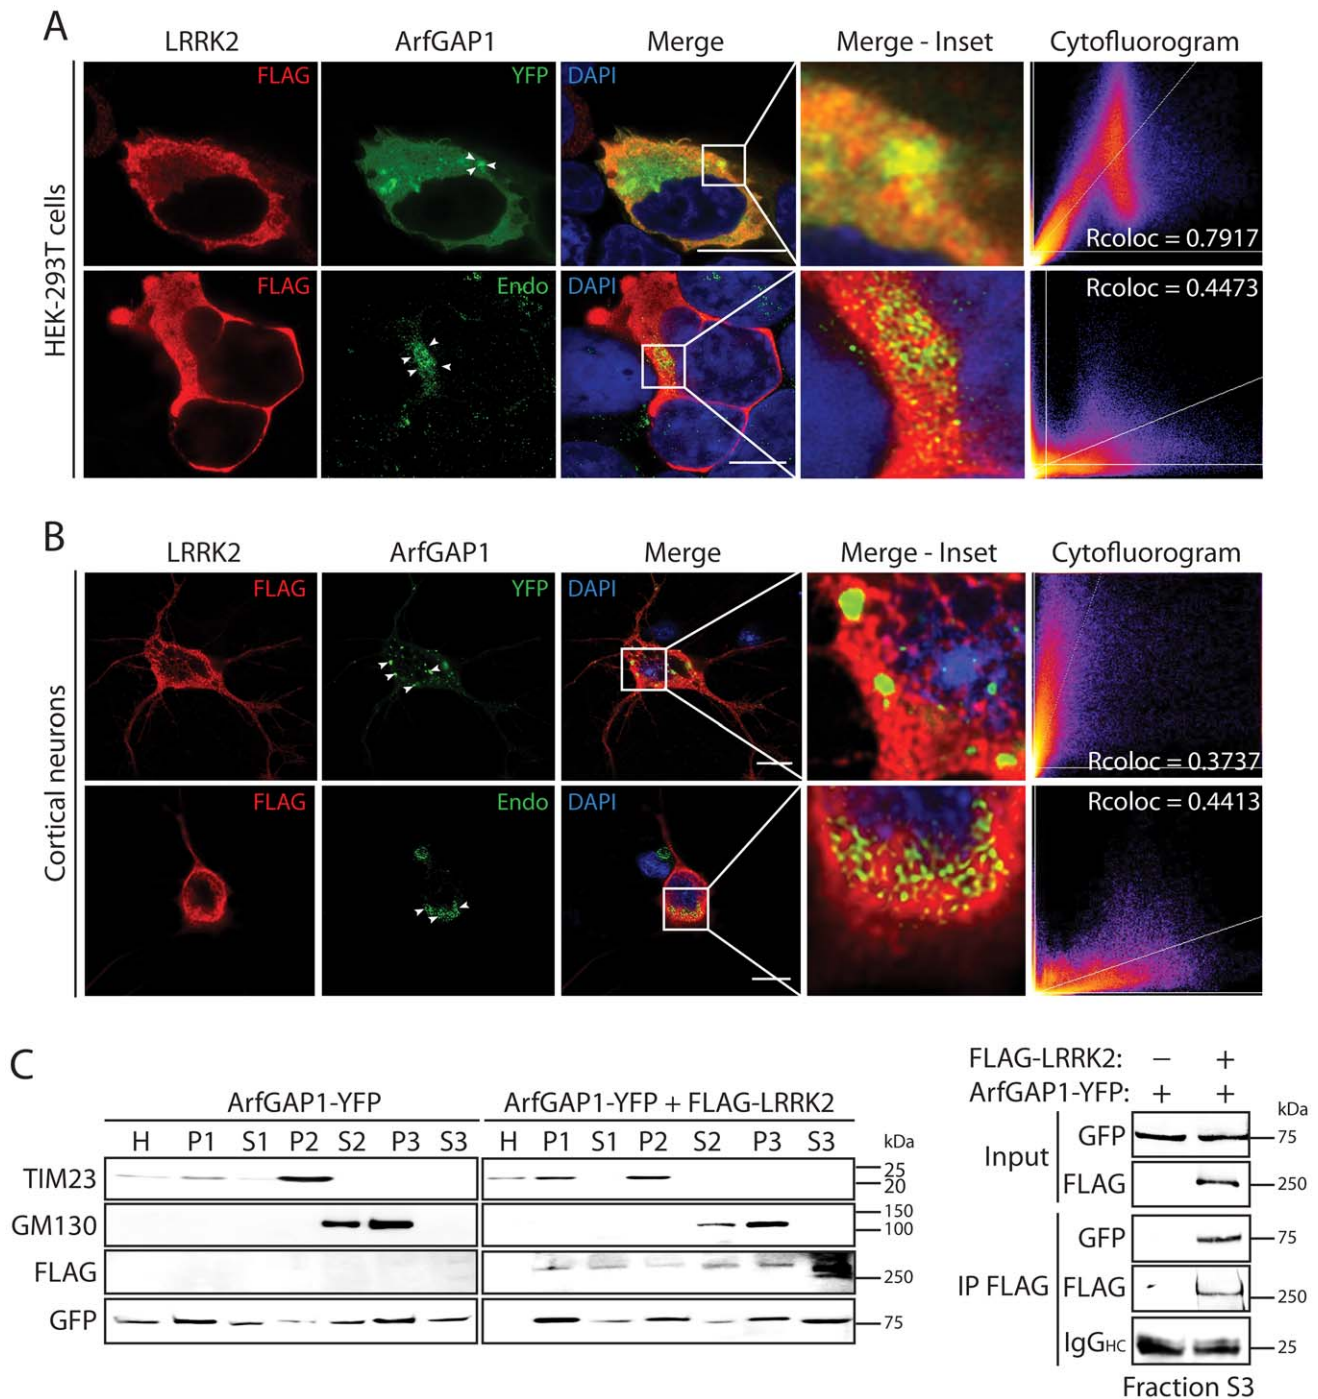 A
LRRK2 ArfGAP1 Merge Merge - Inset Cytofluorogram
HEK-293T cells
FLAG YFP DAPI Rcoloc = 0.7917
FLAG Endo DAPI Rcoloc = 0.4473
B
LRRK2 ArfGAP1 Merge Merge - Inset Cytofluorogram
Cortical neurons
FLAG YFP DAPI Rcoloc = 0.3737
FLAG Endo DAPI Rcoloc = 0.4413
C
ArfGAP1-YFP ArfGAP1-YFP + FLAG-LRRK2
H P1 S1 P2 S2 P3 S3 H P1 S1 P2 S2 P3 S3 kDa
TIM23 25
20
GM130 150
100
FLAG 250
GFP 75
FLAG-LRRK2: − +
ArfGAP1-YFP: + +
kDa
Input GFP 75
FLAG 250
IP FLAG GFP 75
FLAG 250
IgGHC 25
Fraction S3